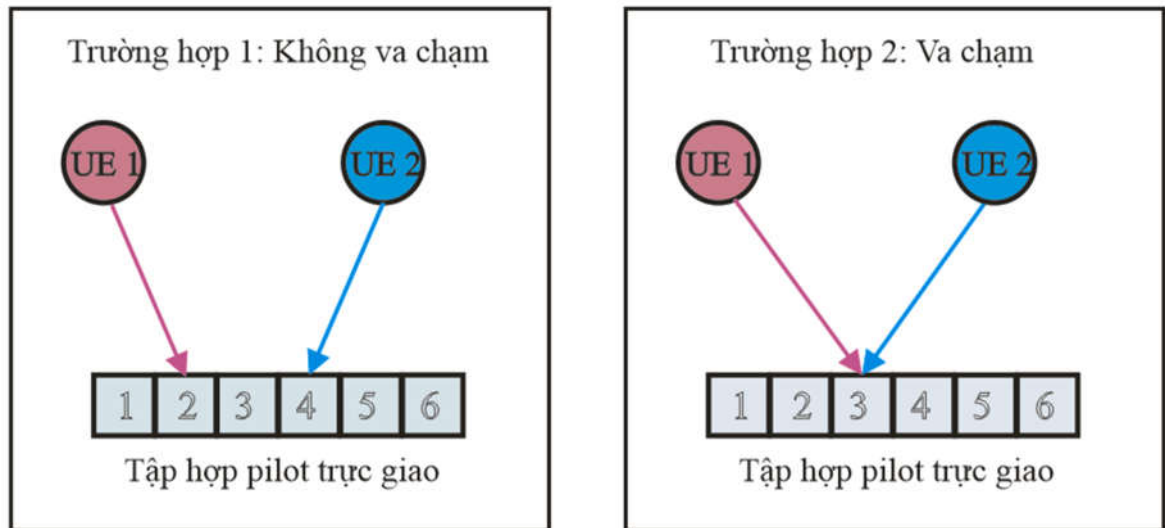 Trường hợp 1: Không va chạm
UE 1
UE 2
1 2 3 4 5 6
Tập hợp pilot trực giao
Trường hợp 2: Va chạm
UE 1
UE 2
1 2 3 4 5 6
Tập hợp pilot trực giao